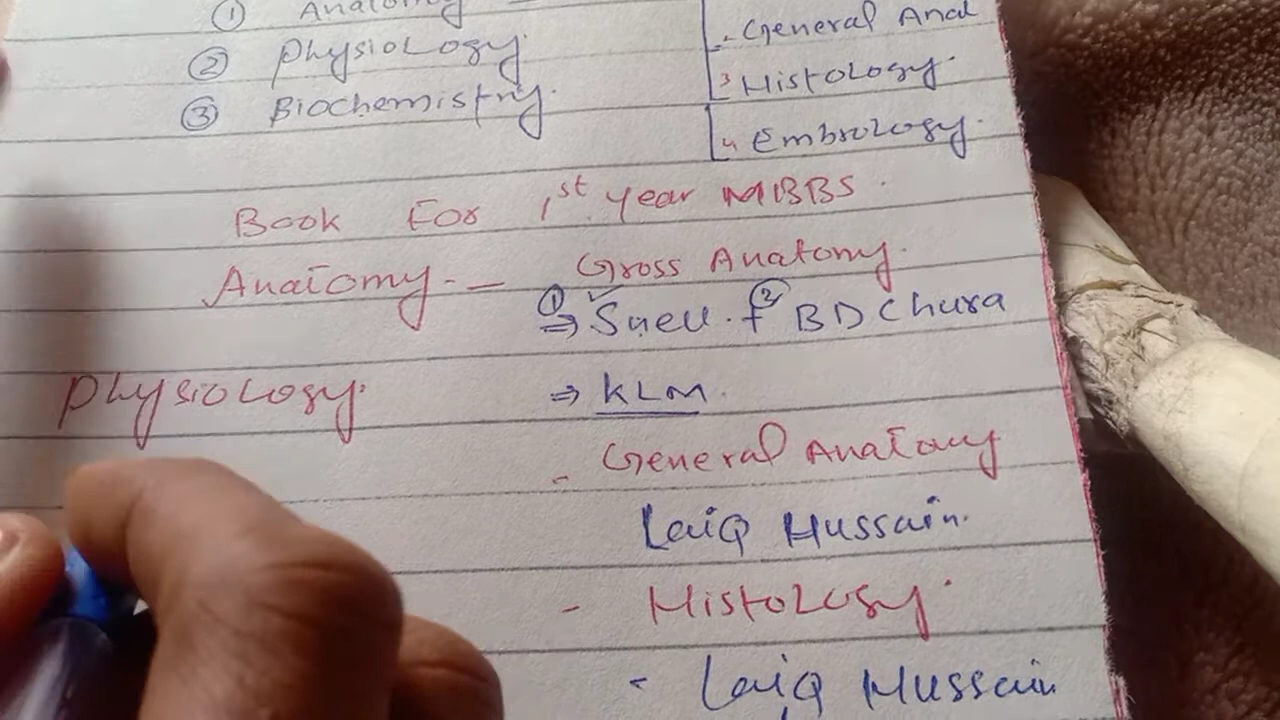 ① Anatomy
General Anat
② Physiology.
3 Histology.
③ Biochemistry.
4 Embrology.
Book For 1st year MBBS.
Anatomy. — Gross Anatomy.
① ⇒ Snell. f ② BD Chura
Physiology. ⇒ KLM.
- General Anatomy
Laiq Hussain.
- Histology.
- Laiq Hussain